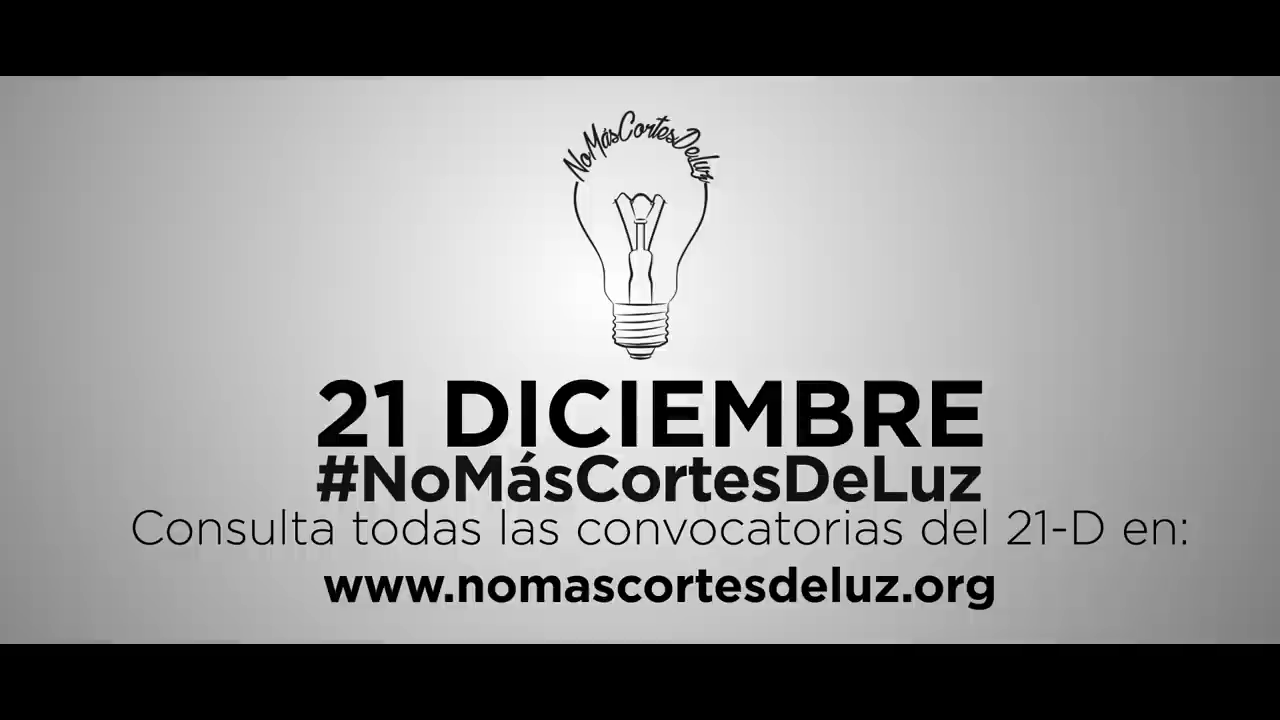 NoMásCortesDeLuz
21 DICIEMBRE
#NoMásCortesDeLuz
Consulta todas las convocatorias del 21-D en:
www.nomascortesdeluz.org